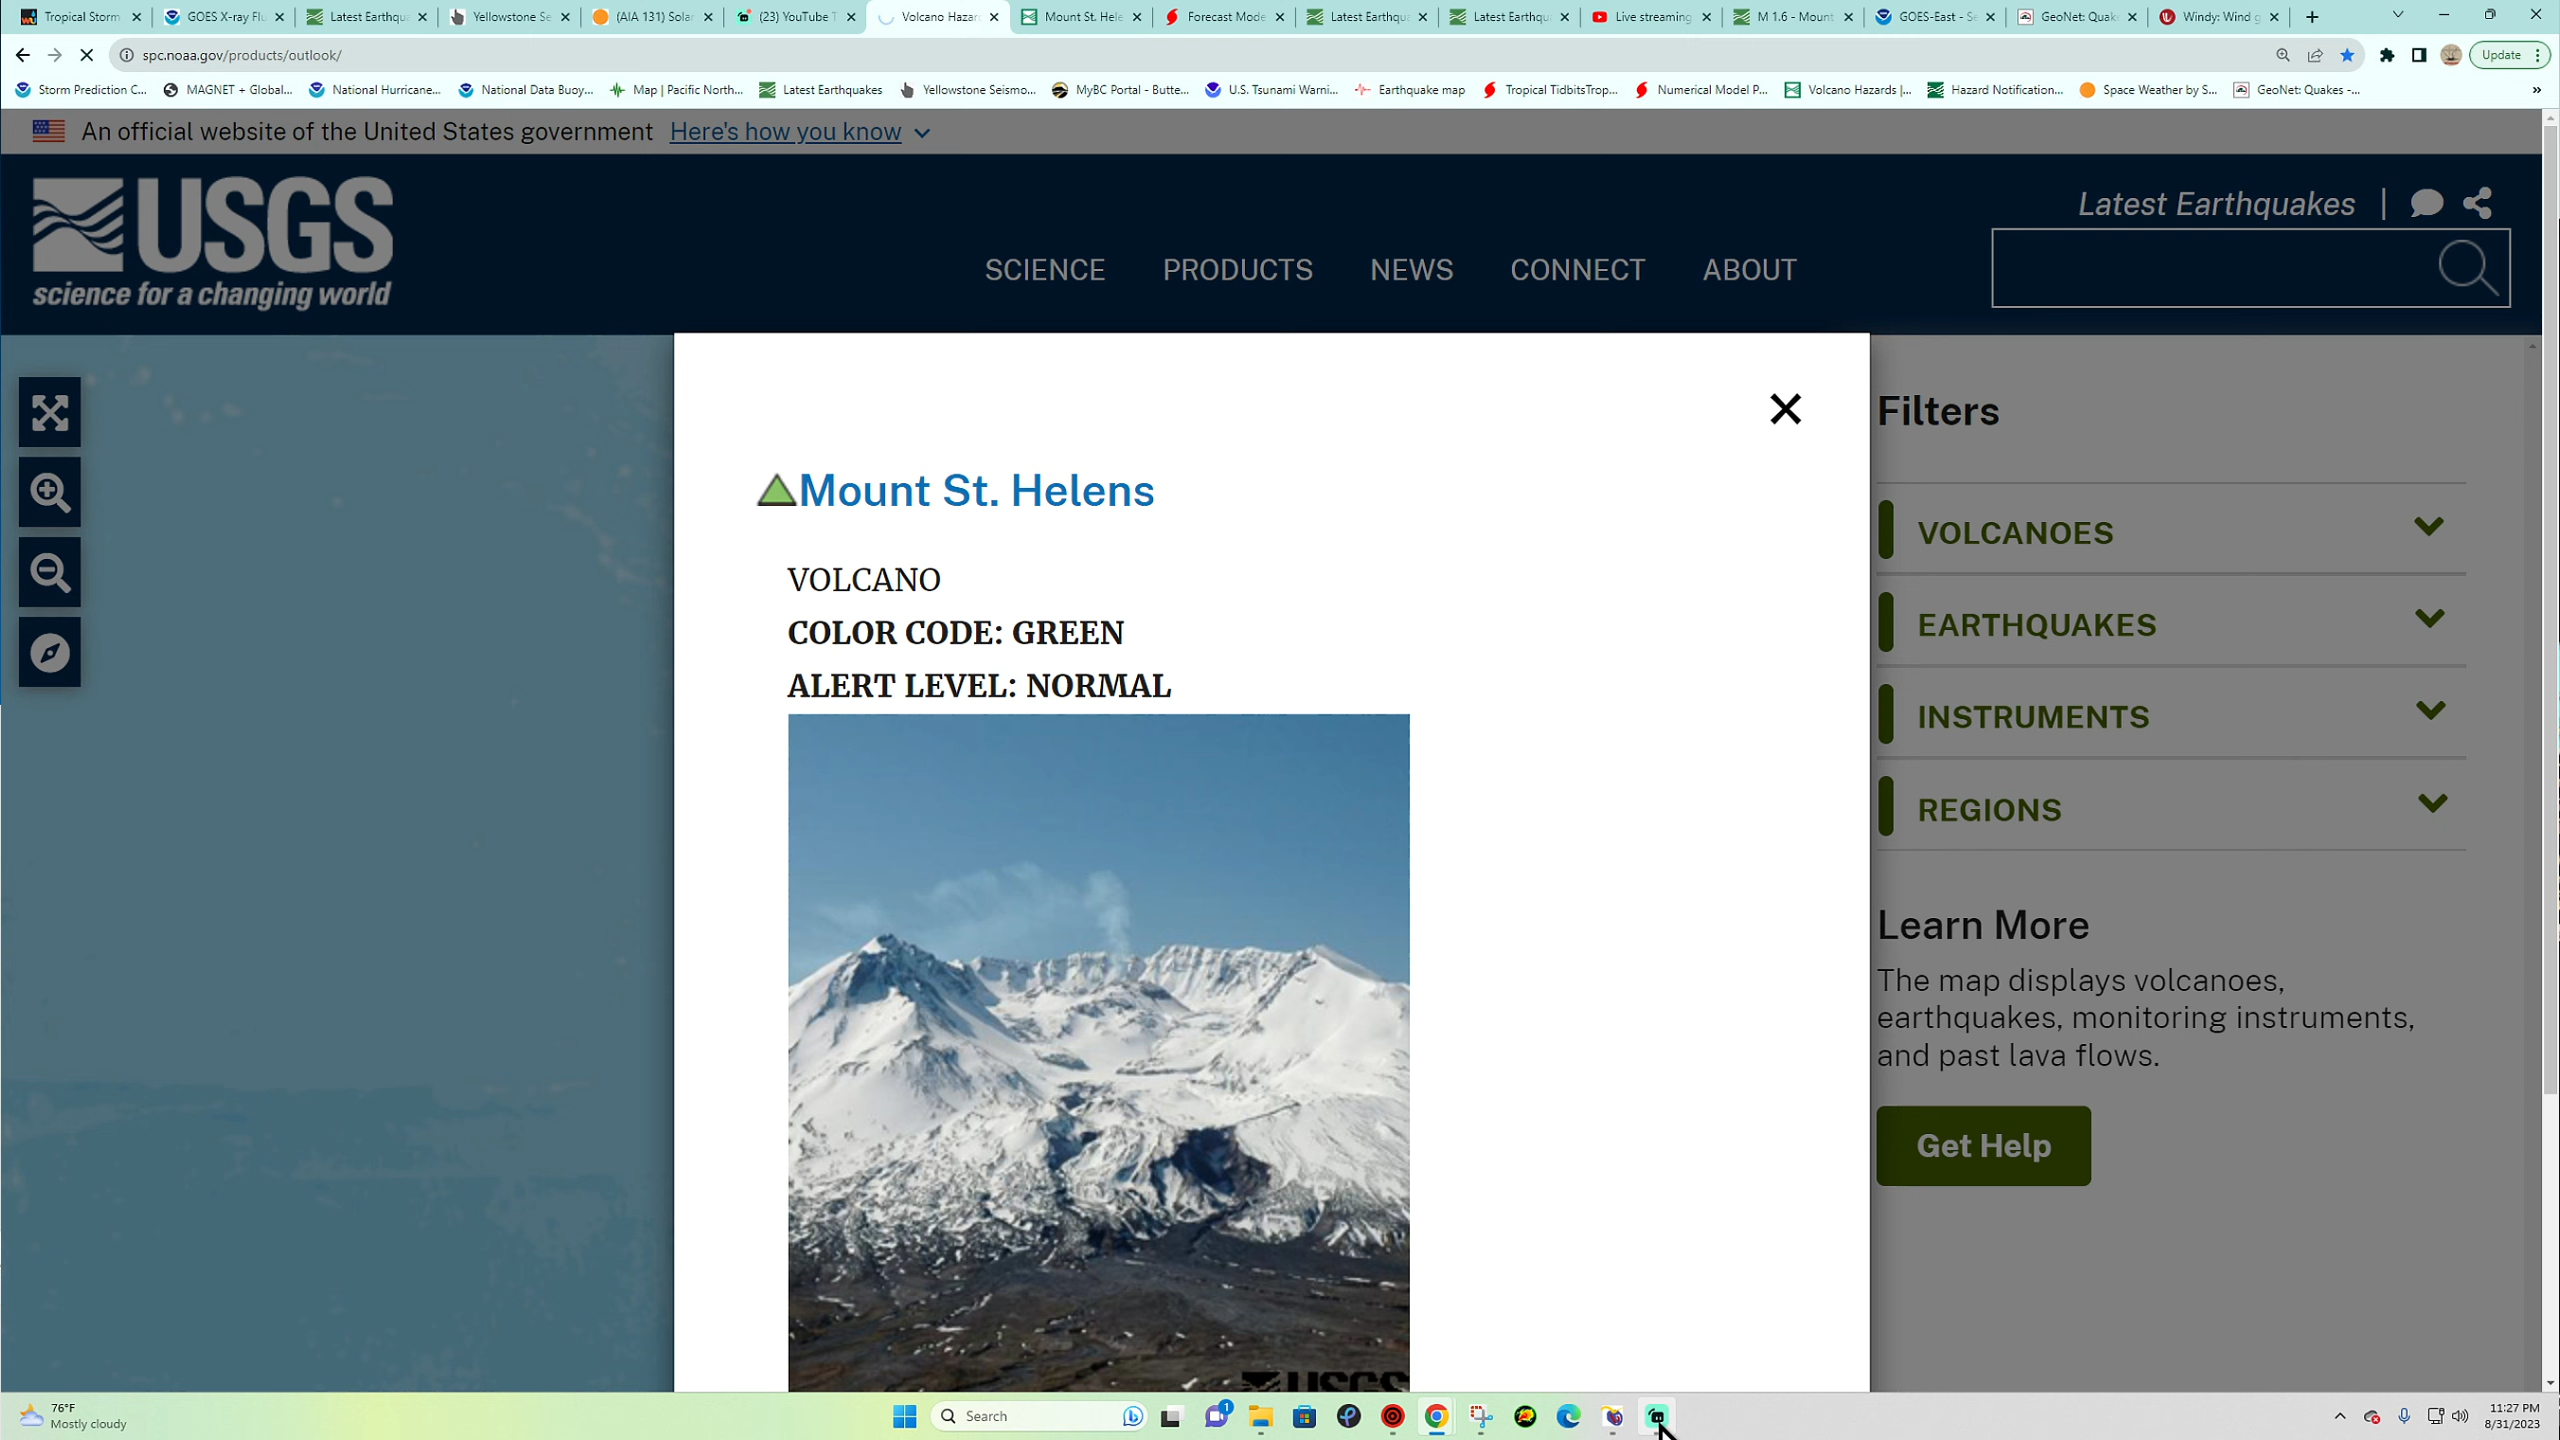 Tropical Storm
GOES X-ray Flu
Latest Earthqua
Yellowstone Se
(AIA 131) Sola
(23) YouTube T
Volcano Hazar
Mount St. Hele
Forecast Mode
Latest Earthqu
Latest Earthqu
Live streaming
M 1.6 - Mount
GOES-East - Se
GeoNet: Quak
Windy: Wind g
spc.noaa.gov/products/outlook/
Update
Storm Prediction C...
MAGNET + Global...
National Hurricane...
National Data Buoy...
Map | Pacific North...
Latest Earthquakes
Yellowstone Seismo...
MyBC Portal - Butte...
U.S. Tsunami Warni...
Earthquake map
Tropical TidbitsTrop...
Numerical Model P...
Volcano Hazards |...
Hazard Notification...
Space Weather by S...
GeoNet: Quakes -...
An official website of the United States government Here's how you know
USGS
science for a changing world
SCIENCE PRODUCTS NEWS CONNECT ABOUT
Latest Earthquakes
Mount St. Helens
VOLCANO
COLOR CODE: GREEN
ALERT LEVEL: NORMAL
USGS
Filters
VOLCANOES
EARTHQUAKES
INSTRUMENTS
REGIONS
Learn More
The map displays volcanoes,
earthquakes, monitoring instruments,
and past lava flows.
Get Help
76°F
Mostly cloudy
Search
1
11:27 PM
8/31/2023